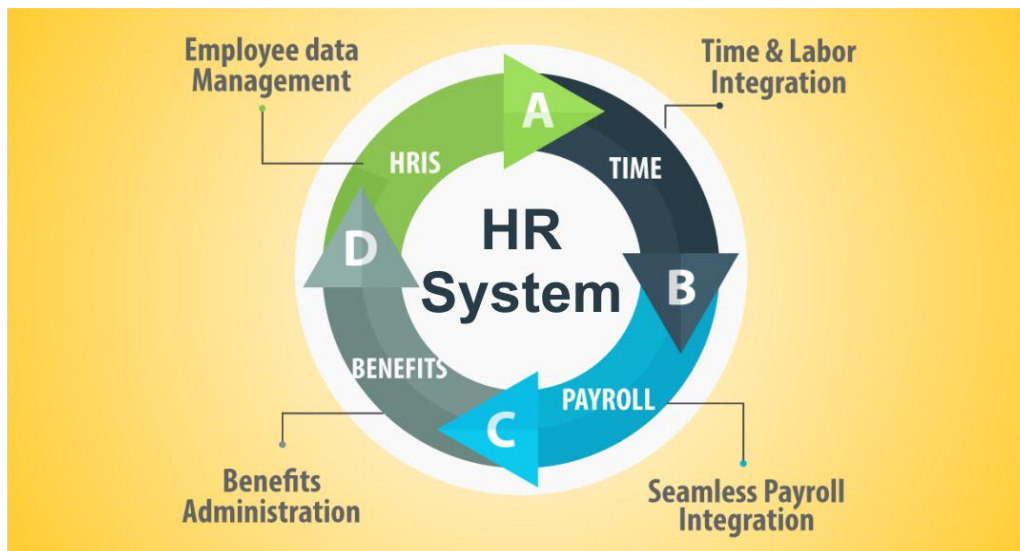 Employee data
Management
Time & Labor
Integration
A
HRIS
TIME
HR
System
D
B
BENEFITS
PAYROLL
C
Benefits
Administration
Seamless Payroll
Integration